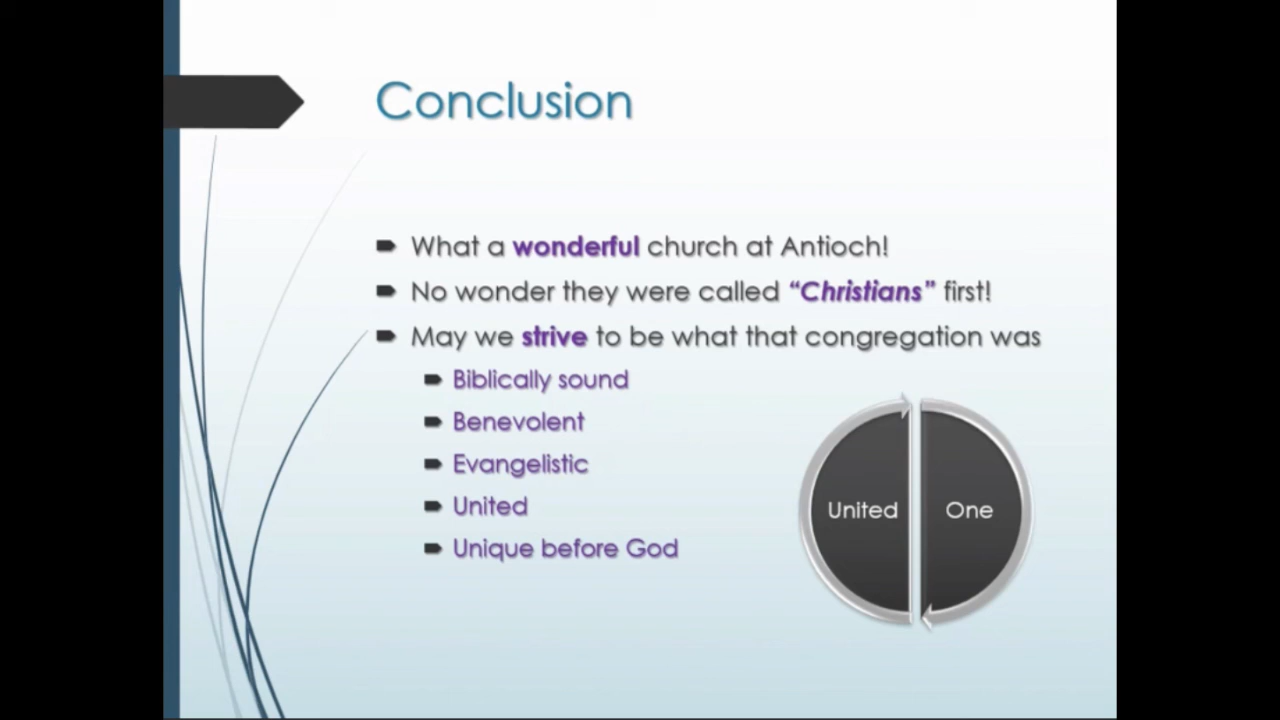 Conclusion
What a wonderful church at Antioch!
No wonder they were called “Christians” first!
May we strive to be what that congregation was
Biblically sound
Benevolent
Evangelistic
United
Unique before God
United
One